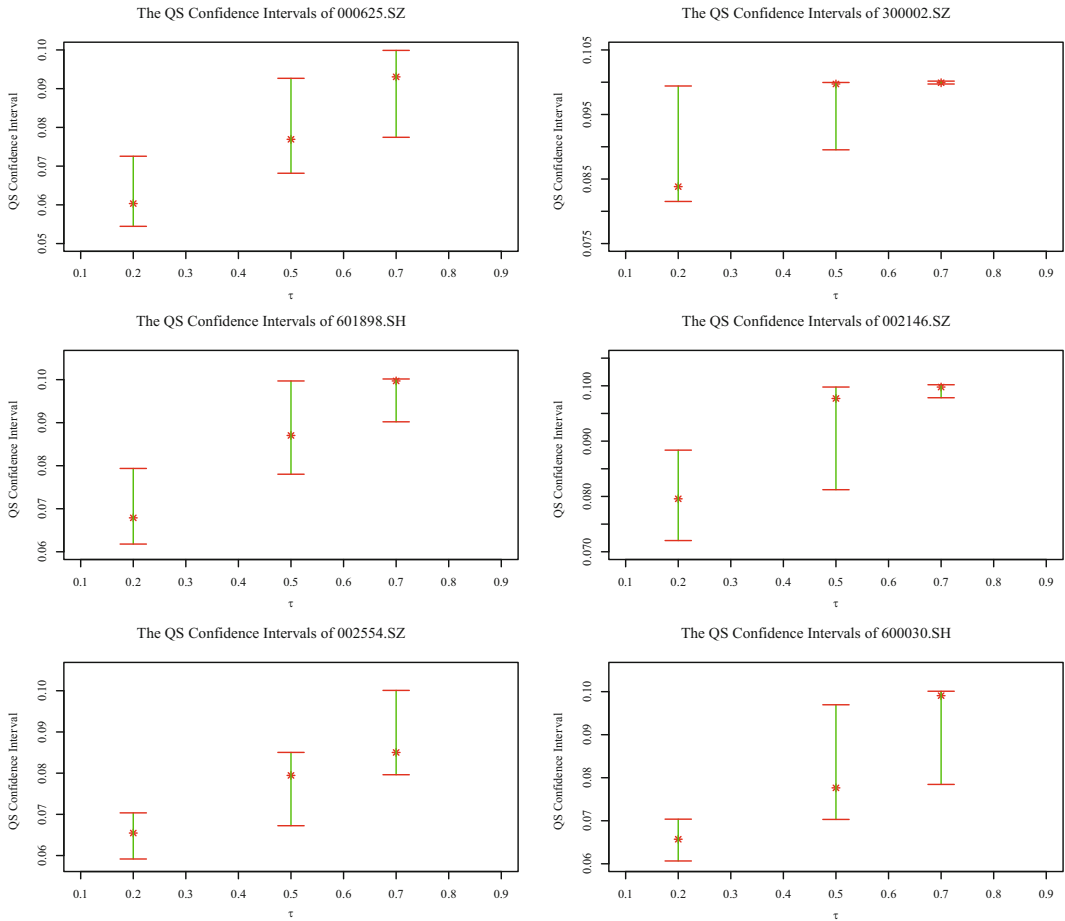 The QS Confidence Intervals of 000625.SZ
QS Confidence Interval
0.10
0.09
0.08
0.07
0.06
0.05
0.1 0.2 0.3 0.4 0.5 0.6 0.7 0.8 0.9
τ
The QS Confidence Intervals of 300002.SZ
QS Confidence Interval
0.105
0.095
0.085
0.075
0.1 0.2 0.3 0.4 0.5 0.6 0.7 0.8 0.9
τ
The QS Confidence Intervals of 601898.SH
QS Confidence Interval
0.10
0.09
0.08
0.07
0.06
0.1 0.2 0.3 0.4 0.5 0.6 0.7 0.8 0.9
τ
The QS Confidence Intervals of 002146.SZ
QS Confidence Interval
0.100
0.090
0.080
0.070
0.1 0.2 0.3 0.4 0.5 0.6 0.7 0.8 0.9
τ
The QS Confidence Intervals of 002554.SZ
QS Confidence Interval
0.10
0.09
0.08
0.07
0.06
0.1 0.2 0.3 0.4 0.5 0.6 0.7 0.8 0.9
τ
The QS Confidence Intervals of 600030.SH
QS Confidence Interval
0.10
0.09
0.08
0.07
0.06
0.1 0.2 0.3 0.4 0.5 0.6 0.7 0.8 0.9
τ